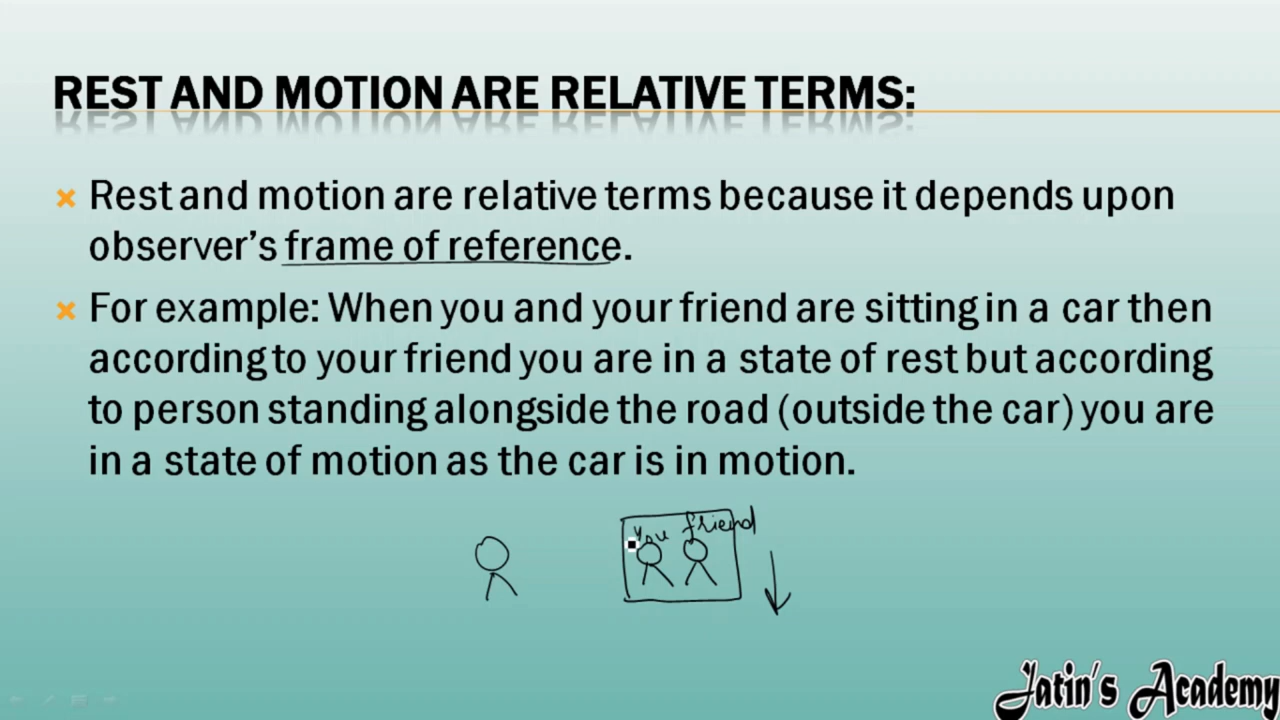 REST AND MOTION ARE RELATIVE TERMS:
Rest and motion are relative terms because it depends upon
observer's frame of reference.
For example: When you and your friend are sitting in a car then
according to your friend you are in a state of rest but according
to person standing alongside the road (outside the car) you are
in a state of motion as the car is in motion.
You friend
Jatin's Academy